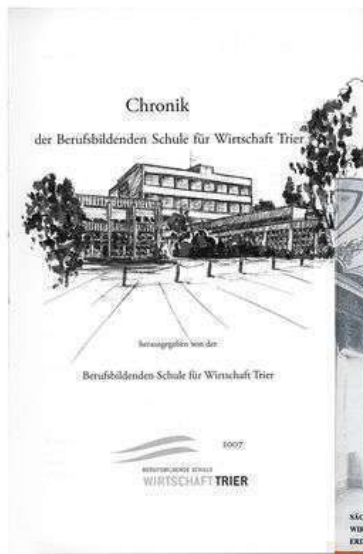 Chronik
der Berufsbildenden Schule für Wirtschaft Trier
herausgegeben von der
Berufsbildenden Schule für Wirtschaft Trier
2007
BERUFSBILDENDE SCHULE
WIRTSCHAFT TRIER